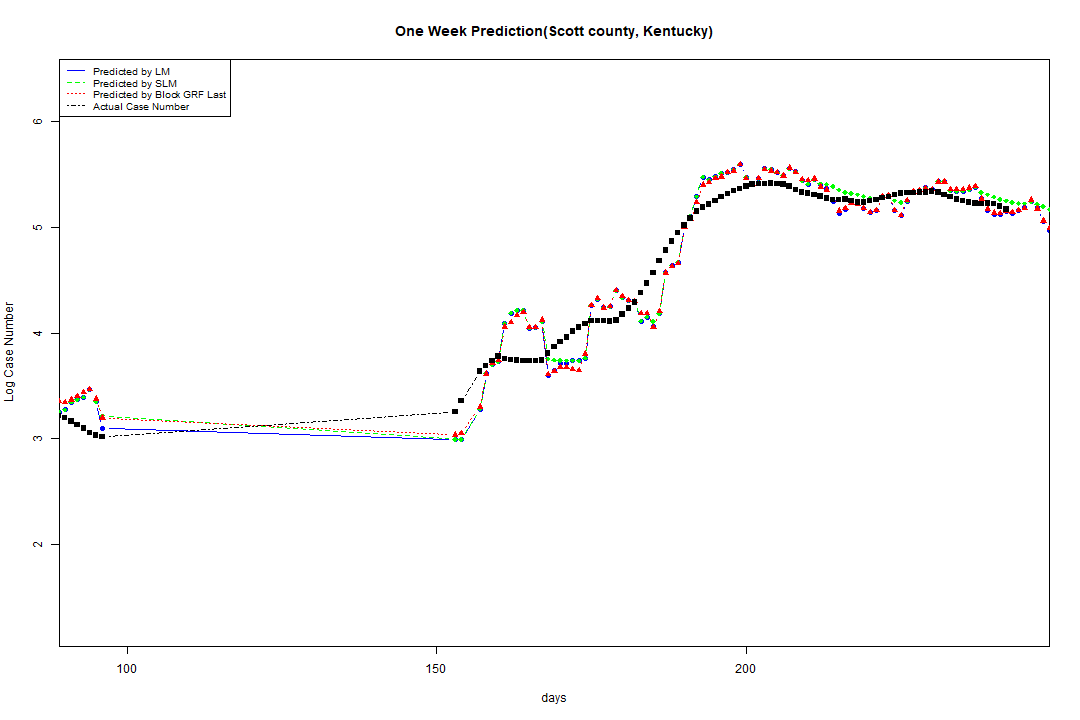 One Week Prediction(Scott county, Kentucky)
Predicted by LM
Predicted by SLM
Predicted by Block GRF Last
Actual Case Number
Log Case Number
6
5
4
3
2
100 150 200
days